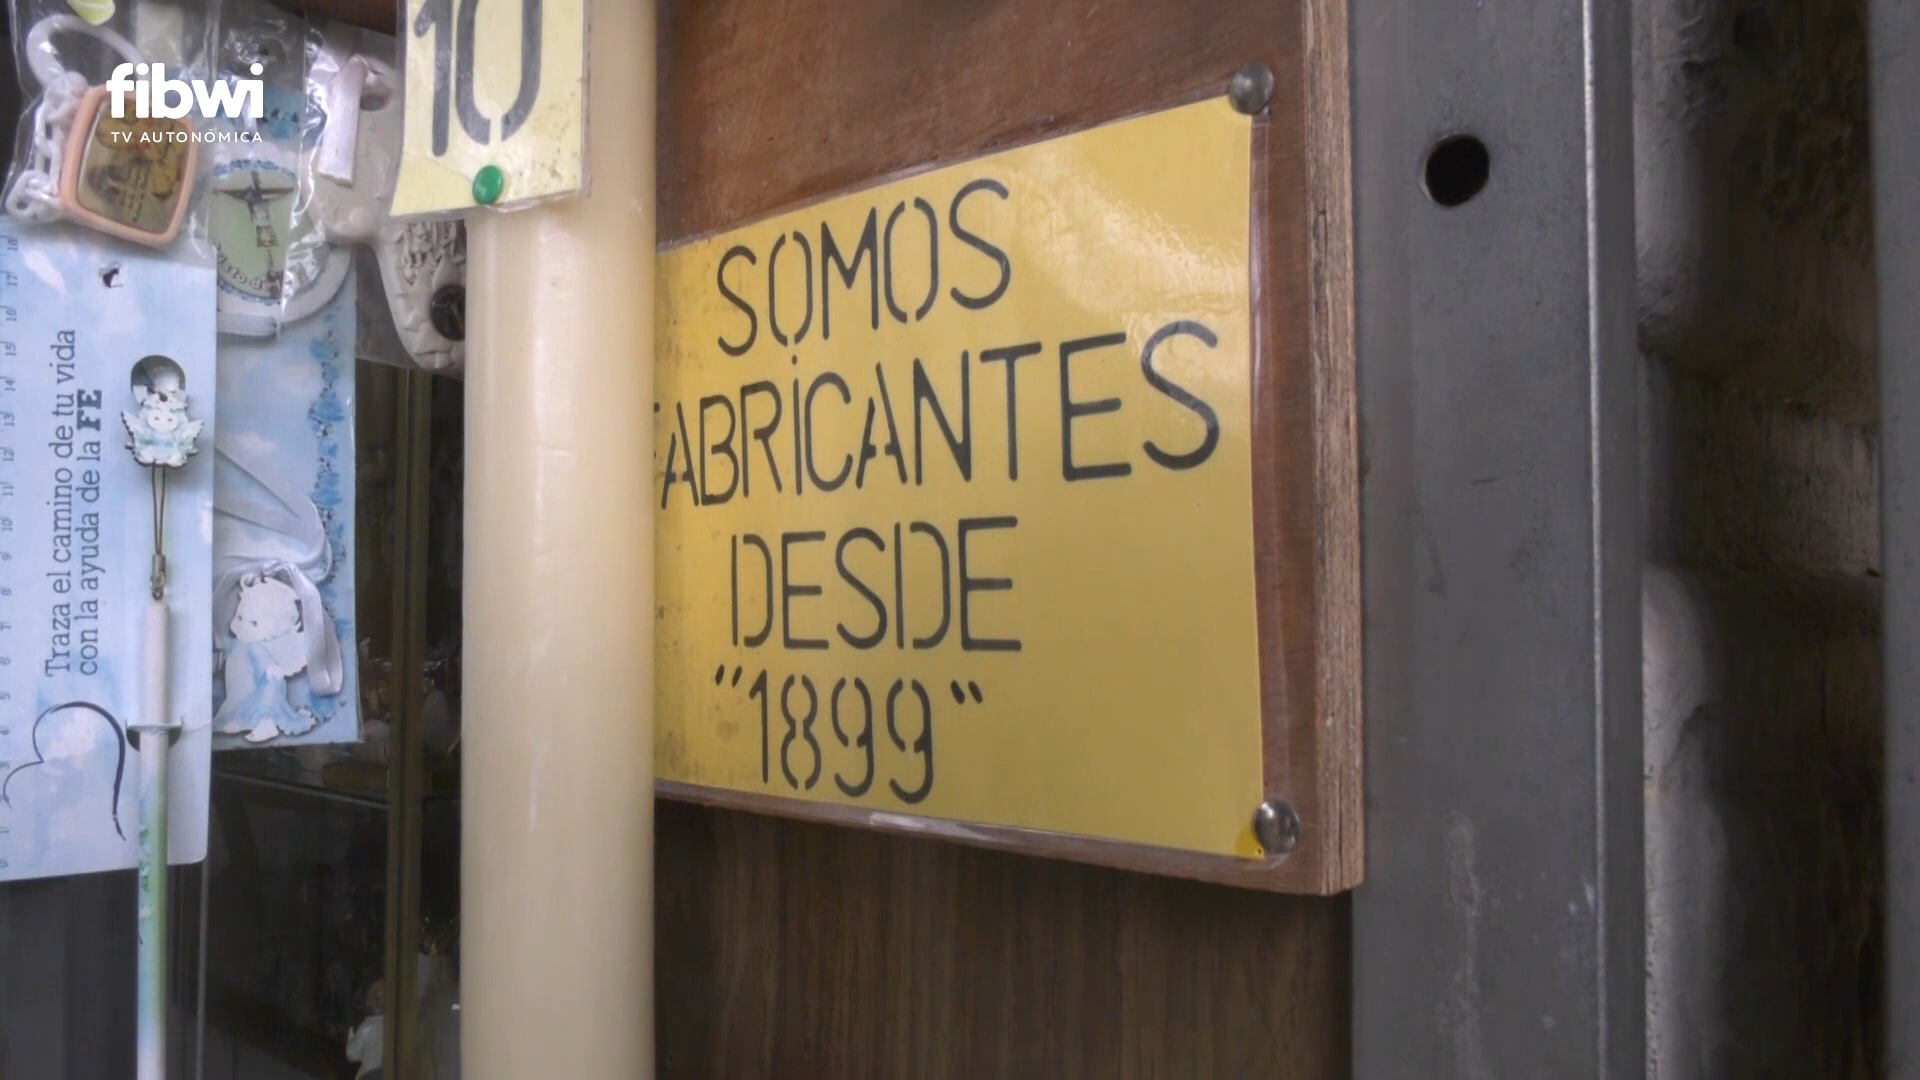 fibwi
TV AUTONÓMICA
10
SOMOS
FABRICANTES
DESDE
"1899"
Traza el camino de tu vida
con la ayuda de la FE